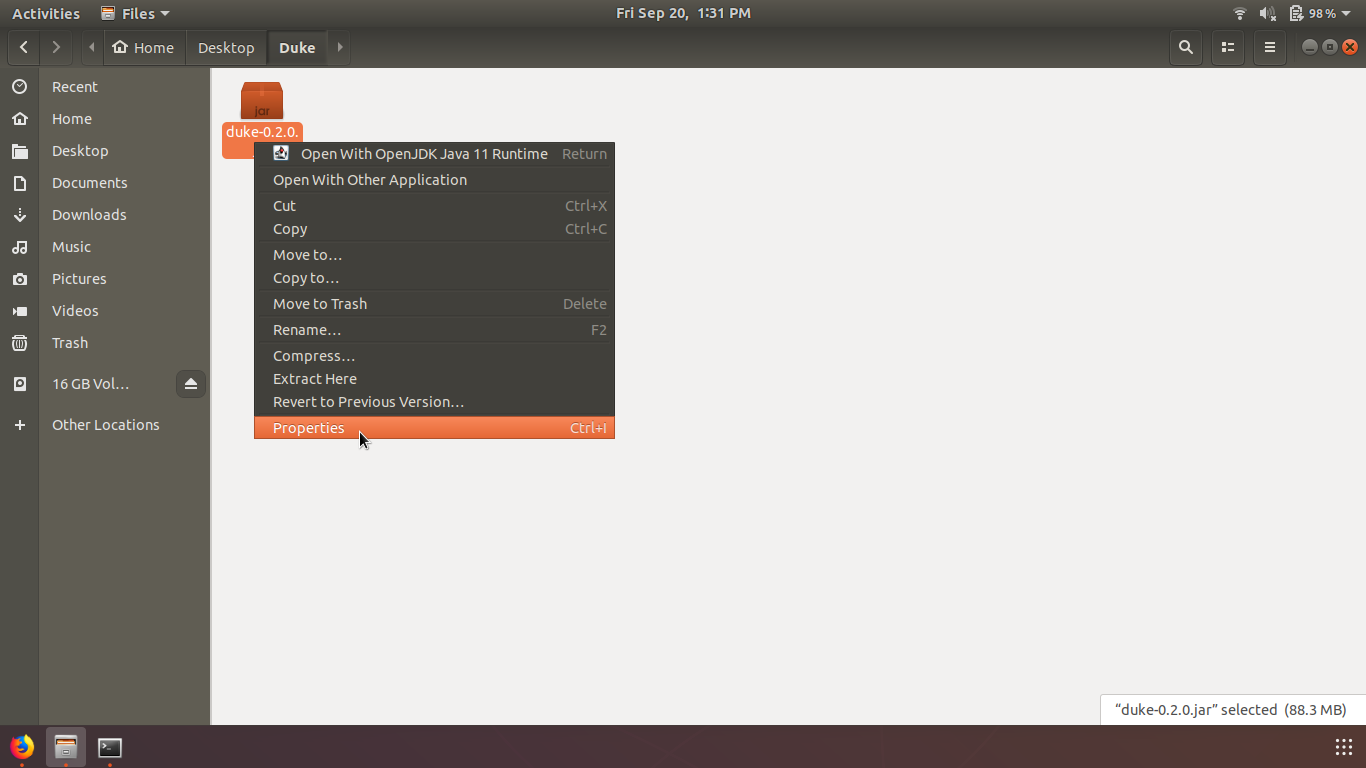 Activities Files Fri Sep 20, 1:31 PM 98%
Home Desktop Duke
Recent
Home
Desktop
Documents
Downloads
Music
Pictures
Videos
Trash
16 GB Vol…
Other Locations
jar
duke-0.2.0.
Open With OpenJDK Java 11 Runtime Return
Open With Other Application
Cut Ctrl+X
Copy Ctrl+C
Move to…
Copy to…
Move to Trash Delete
Rename… F2
Compress…
Extract Here
Revert to Previous Version…
Properties Ctrl+I
“duke-0.2.0.jar” selected (88.3 MB)